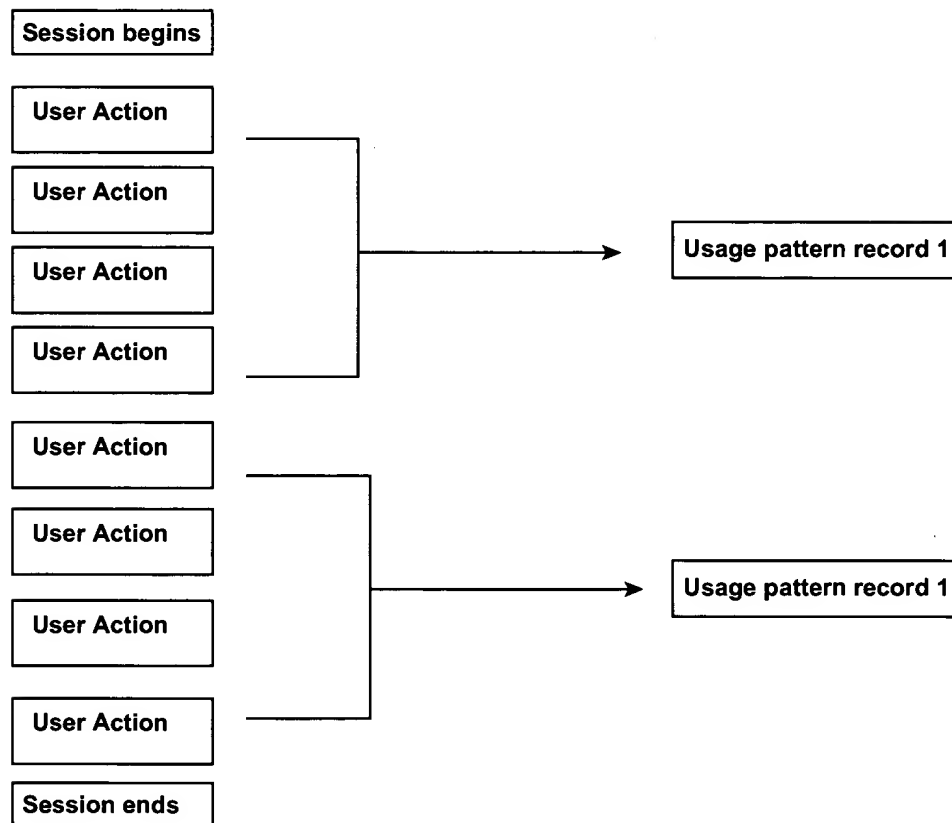 Session begins
User Action
User Action
User Action
User Action
Usage pattern record 1
User Action
User Action
User Action
User Action
Usage pattern record 1
Session ends